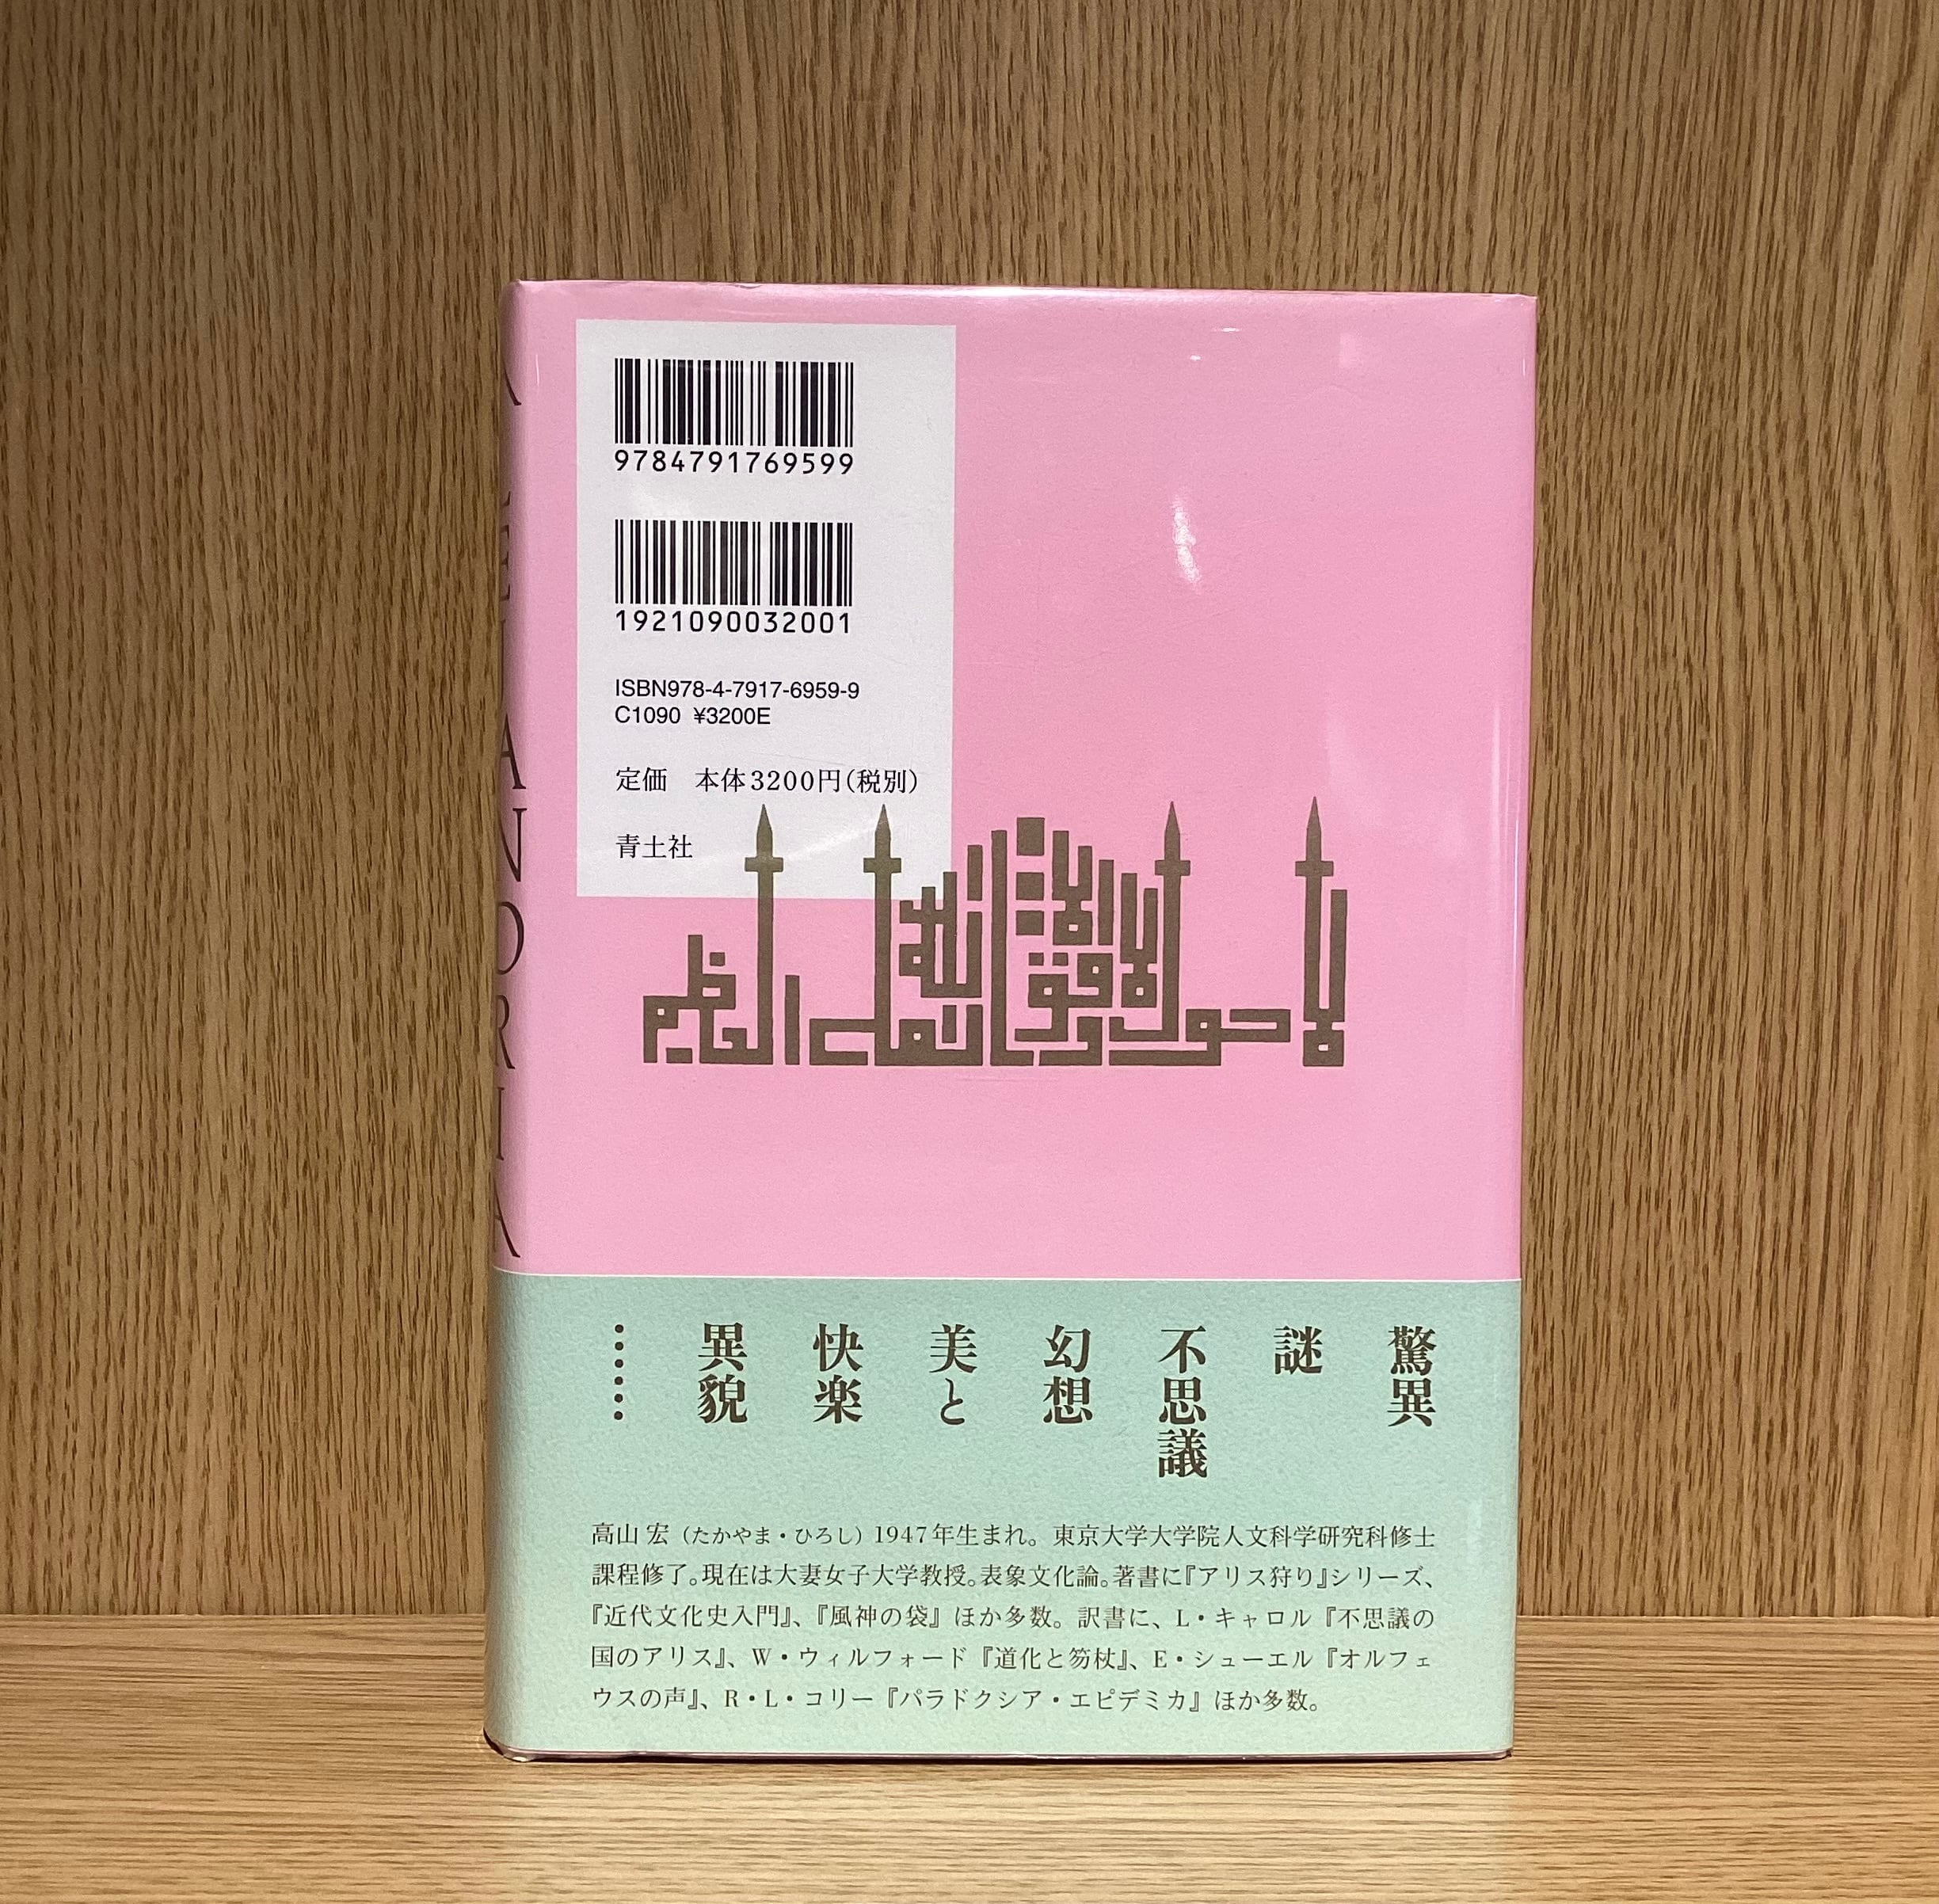 9784791769599
1921090032001
ISBN978-4-7917-6959-9
C1090 ¥3200E
定価 本体3200円(税別)
青土社
لا حول ولا قوة إلا بالله العلي العظيم
驚異
謎
不思議
幻想
美と
快楽
異貌
……
高山 宏（たかやま・ひろし）1947年生まれ。東京大学大学院人文科学研究科修士
課程修了。現在は大妻女子大学教授。表象文化論。著書に『アリス狩り』シリーズ、
『近代文化史入門』、『風神の袋』ほか多数。訳書に、L・キャロル『不思議の
国のアリス』、W・ウィルフォード『道化と笏杖』、E・シューエル『オルフェ
ウスの声』、R・L・コリー『パラドクシア・エピデミカ』ほか多数。